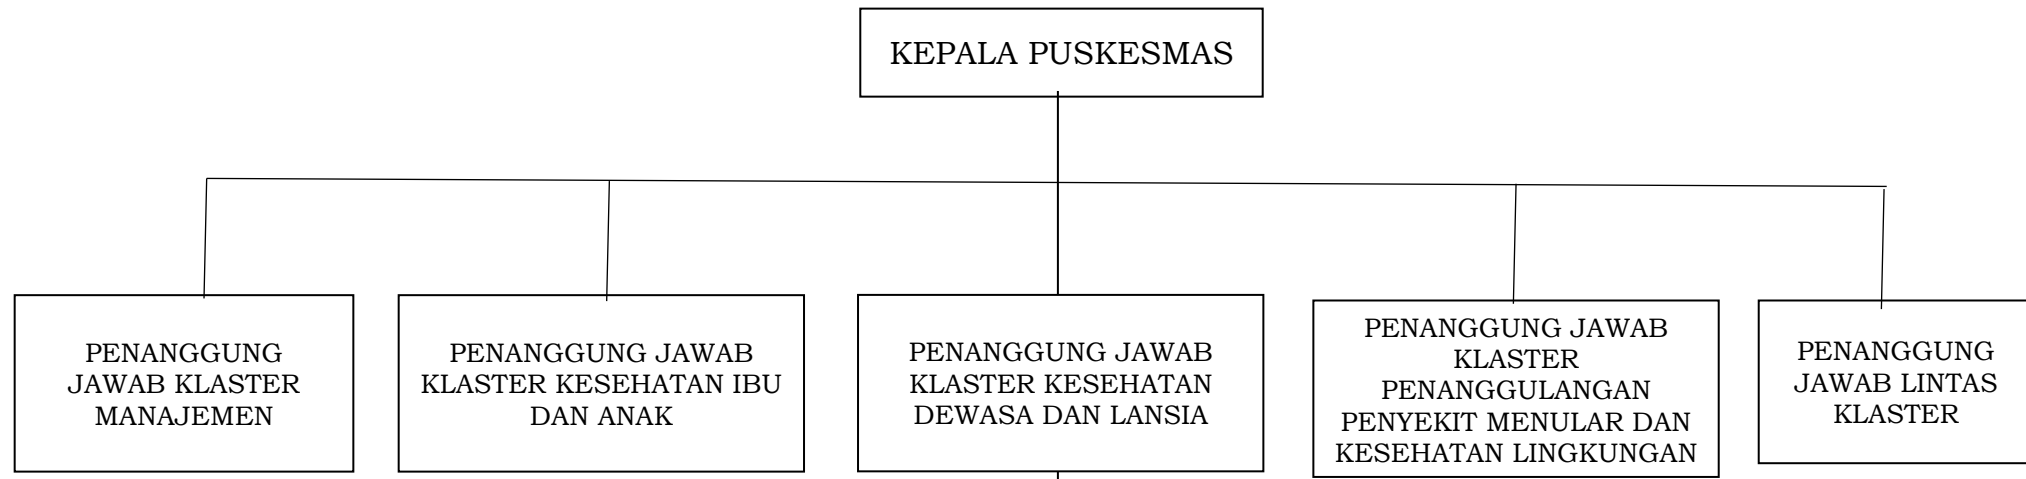 KEPALA PUSKESMAS
PENANGGUNG
JAWAB KLASTER
MANAJEMEN
PENANGGUNG JAWAB
KLASTER KESEHATAN IBU
DAN ANAK
PENANGGUNG JAWAB
KLASTER KESEHATAN
DEWASA DAN LANSIA
PENANGGUNG JAWAB
KLASTER
PENANGGULANGAN
PENYEKIT MENULAR DAN
KESEHATAN LINGKUNGAN
PENANGGUNG
JAWAB LINTAS
KLASTER